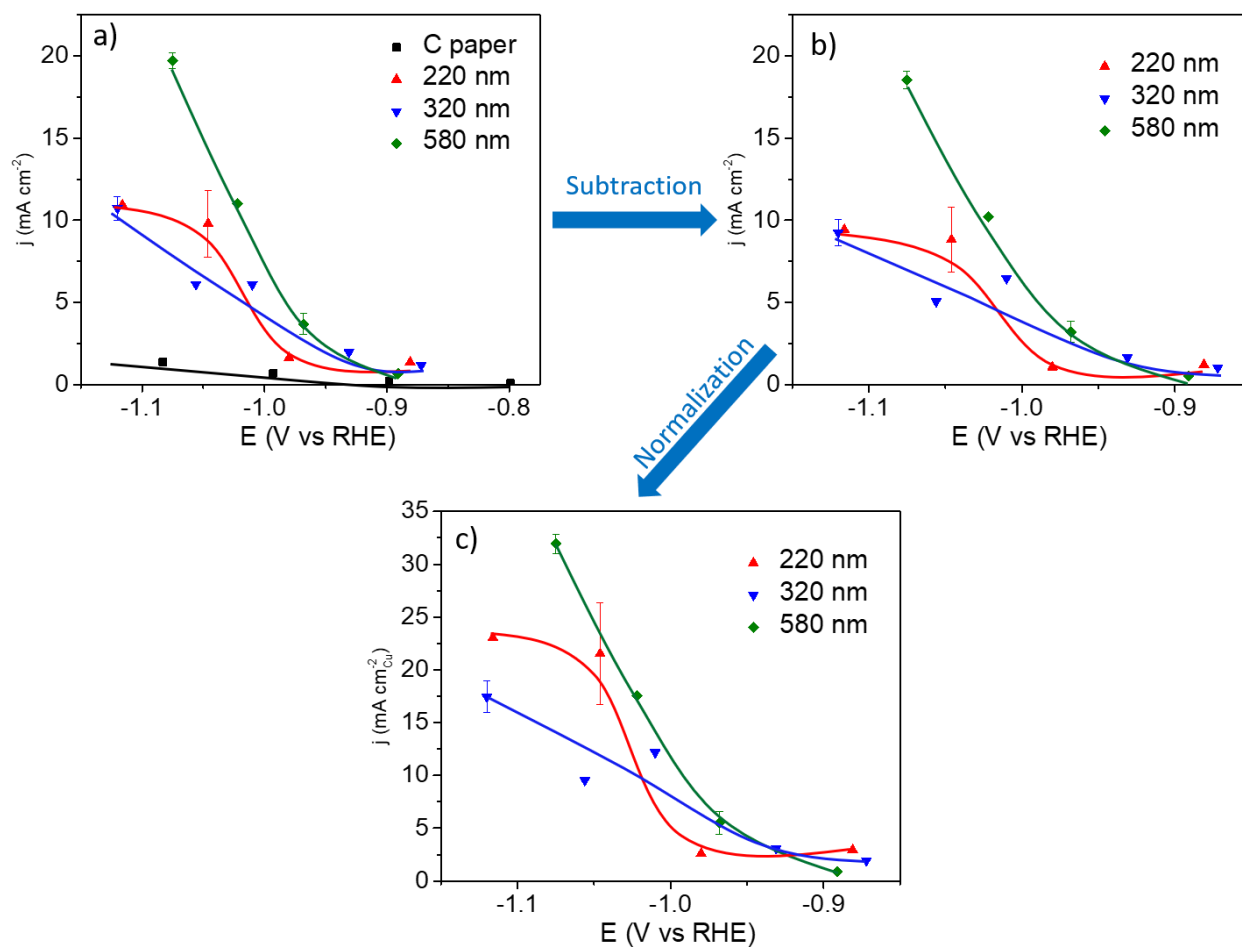 a)
C paper
220 nm
320 nm
580 nm
20
15
10
5
0
j (mA cm-2)
-1.1 -1.0 -0.9 -0.8
E (V vs RHE)
Subtraction
b)
220 nm
320 nm
580 nm
20
15
10
5
0
j (mA cm-2)
-1.1 -1.0 -0.9
E (V vs RHE)
Normalization
c)
220 nm
320 nm
580 nm
35
30
25
20
15
10
5
0
j (mA cm-2Cu)
-1.1 -1.0 -0.9
E (V vs RHE)